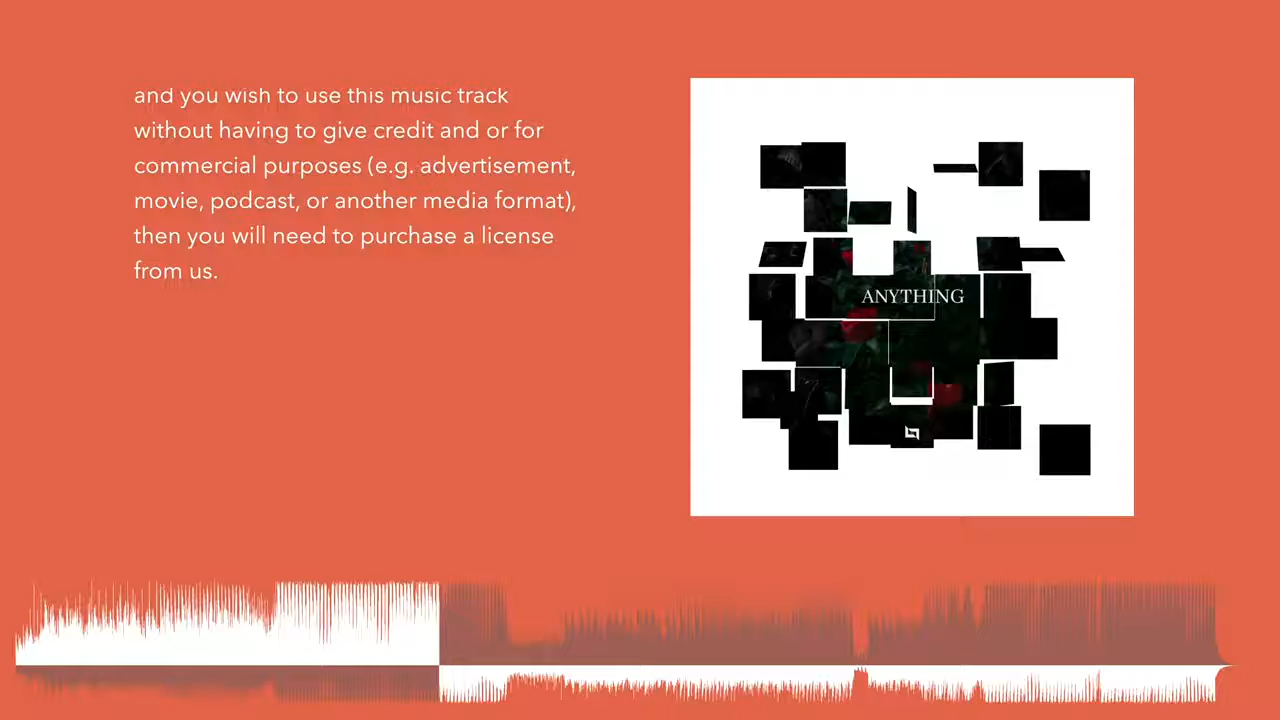 and you wish to use this music track
without having to give credit and or for
commercial purposes (e.g. advertisement,
movie, podcast, or another media format),
then you will need to purchase a license
from us.
ANYTHING